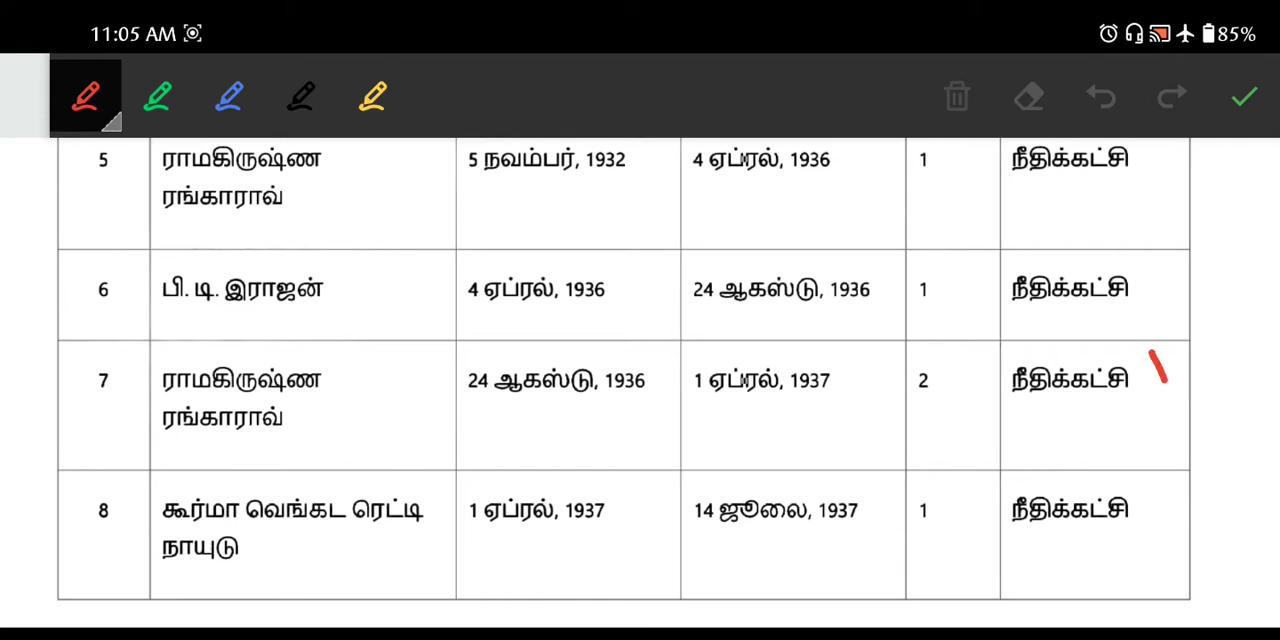 11:05 AM 85%
5 ராமகிருஷ்ண 5 நவம்பர், 1932 4 ஏப்ரல், 1936 1 நீதிக்கட்சி
ரங்காராவ்
6 பி. டி. இராஜன் 4 ஏப்ரல், 1936 24 ஆகஸ்டு, 1936 1 நீதிக்கட்சி
7 ராமகிருஷ்ண 24 ஆகஸ்டு, 1936 1 ஏப்ரல், 1937 2 நீதிக்கட்சி
ரங்காராவ்
8 கூர்மா வெங்கட ரெட்டி 1 ஏப்ரல், 1937 14 ஜூலை, 1937 1 நீதிக்கட்சி
நாயுடு